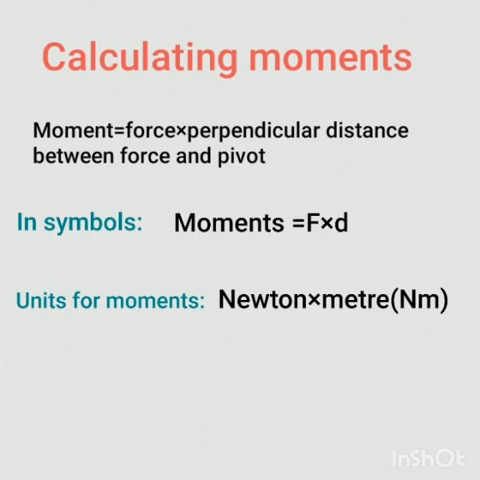 Calculating moments
Moment=force×perpendicular distance
between force and pivot
In symbols: Moments =F×d
Units for moments: Newton×metre(Nm)
InShOt